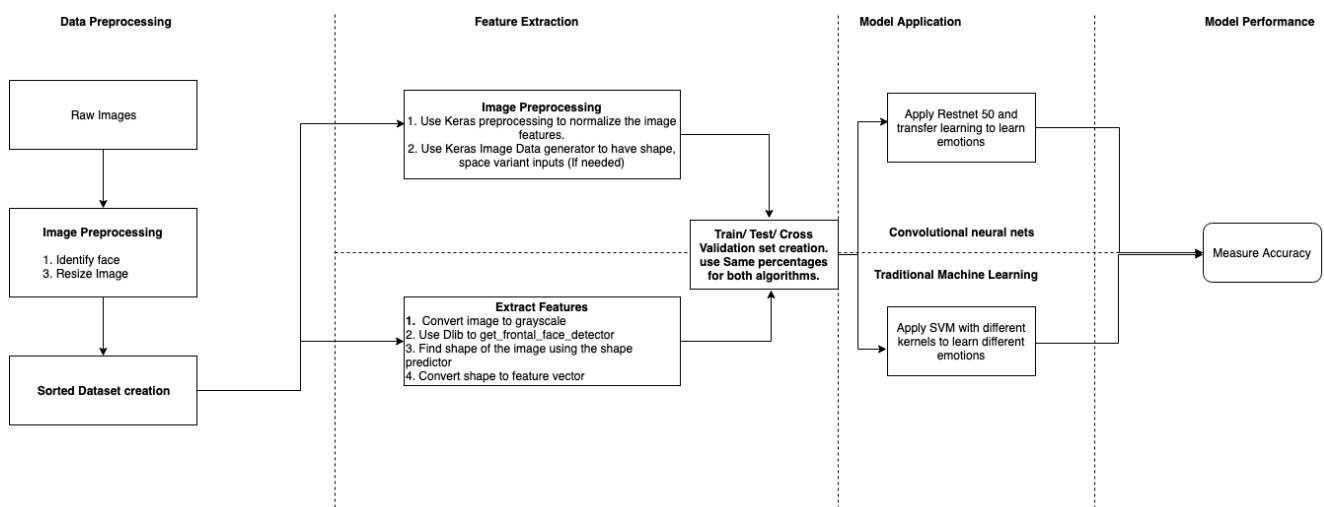 Data Preprocessing
Feature Extraction
Model Application
Model Performance
Raw Images
Image Preprocessing
1. Identify face
3. Resize Image
Sorted Dataset creation
Image Preprocessing
1. Use Keras preprocessing to normalize the image
features.
2. Use Keras Image Data generator to have shape,
space variant inputs (If needed)
Extract Features
1. Convert image to grayscale
2. Use Dlib to get_frontal_face_detector
3. Find shape of the image using the shape
predictor
4. Convert shape to feature vector
Train/ Test/ Cross
Validation set creation.
use Same percentages
for both algorithms.
Apply Restnet 50 and
transfer learning to learn
emotions
Convolutional neural nets
Traditional Machine Learning
Apply SVM with different
kernels to learn different
emotions
Measure Accuracy